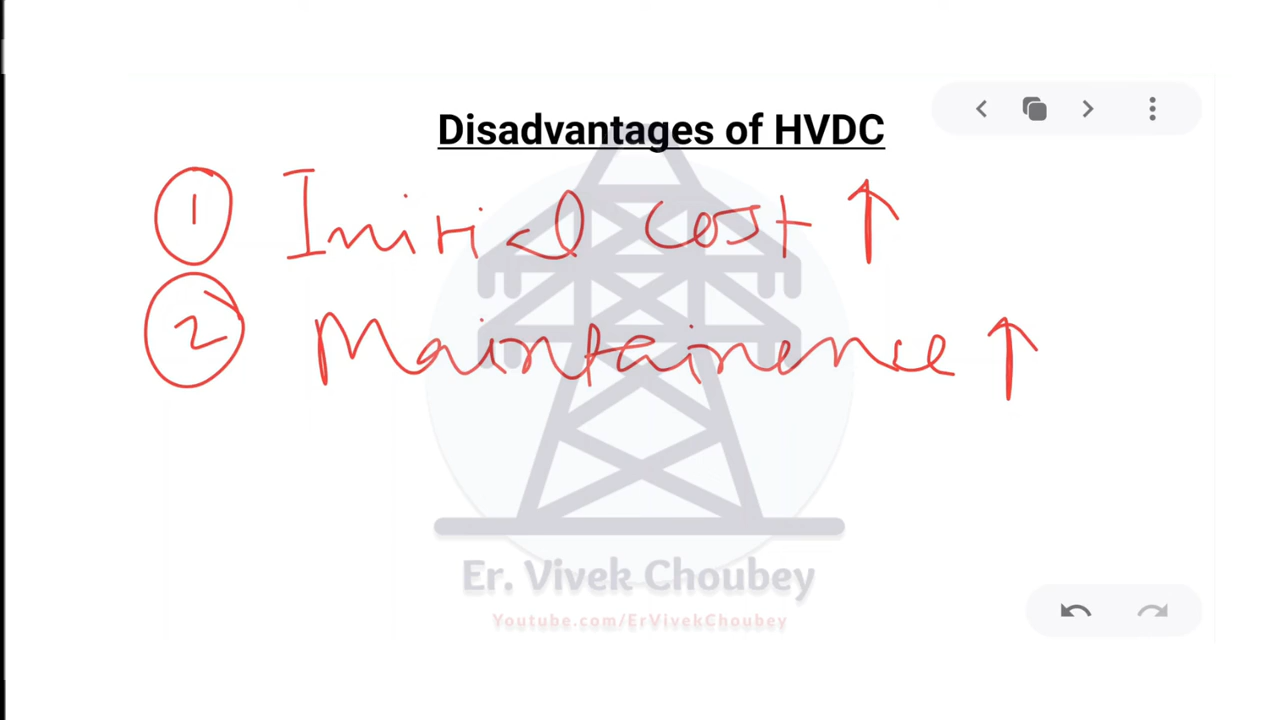 Disadvantages of HVDC
① Initial cost ↑
② Maintainence ↑
Er. Vivek Choubey
Youtube.com/ErVivekChoubey